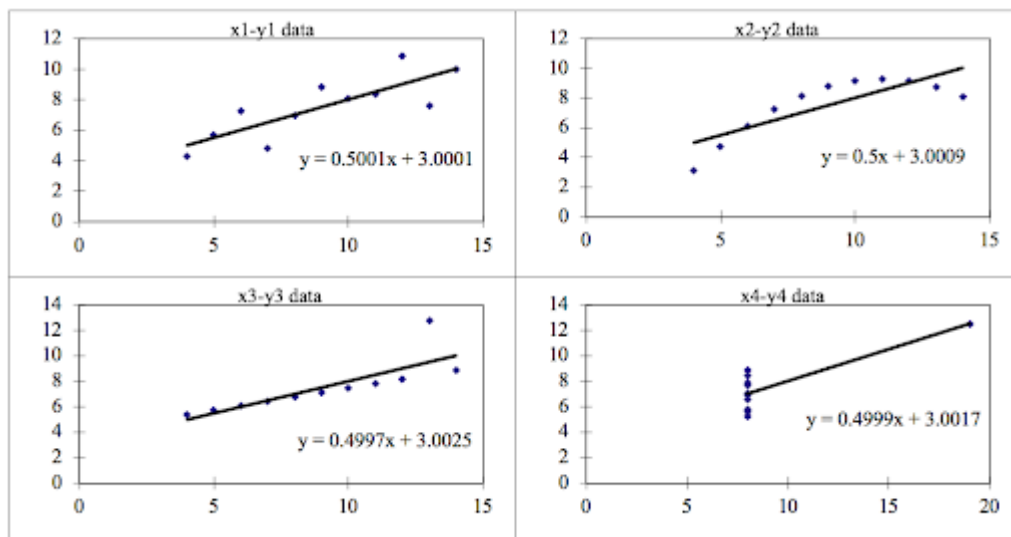 x1-y1 data
12
10
8
6
4
2
0
y = 0.5001x + 3.0001
0 5 10 15
x2-y2 data
12
10
8
6
4
2
0
y = 0.5x + 3.0009
0 5 10 15
x3-y3 data
14
12
10
8
6
4
2
0
y = 0.4997x + 3.0025
0 5 10 15
x4-y4 data
14
12
10
8
6
4
2
0
y = 0.4999x + 3.0017
0 5 10 15 20